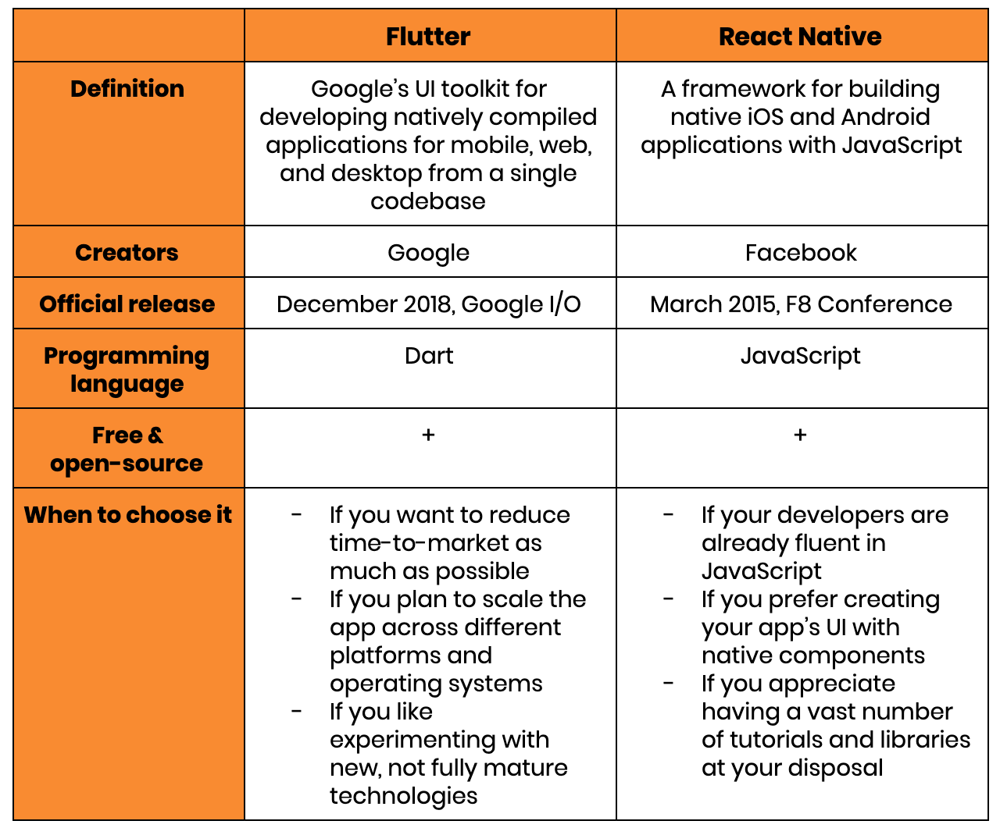 Flutter
React Native
Definition
Google’s UI toolkit for
developing natively compiled
applications for mobile, web,
and desktop from a single
codebase
A framework for building
native iOS and Android
applications with JavaScript
Creators
Google
Facebook
Official release
December 2018, Google I/O
March 2015, F8 Conference
Programming
language
Dart
JavaScript
Free &
open-source
+
+
When to choose it
- If you want to reduce
time-to-market as
much as possible
- If you plan to scale the
app across different
platforms and
operating systems
- If you like
experimenting with
new, not fully mature
technologies
- If your developers are
already fluent in
JavaScript
- If you prefer creating
your app’s UI with
native components
- If you appreciate
having a vast number
of tutorials and libraries
at your disposal